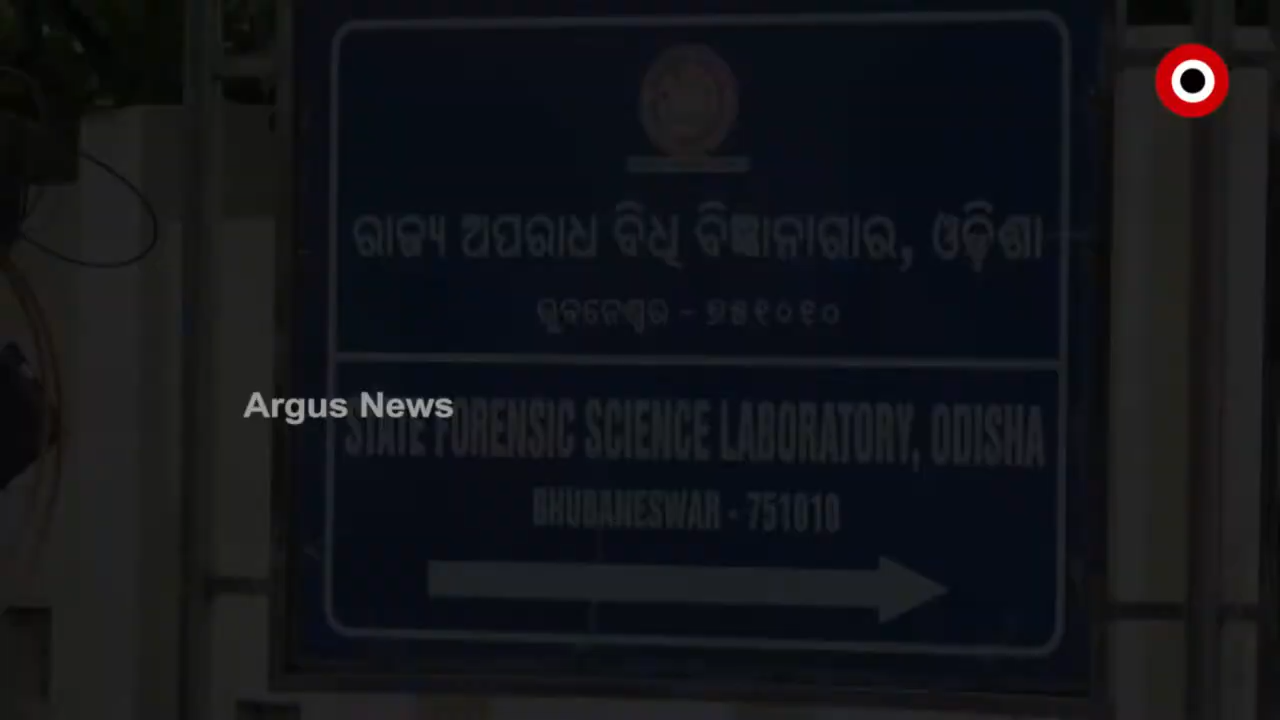 ରାଜ୍ୟ ଅପରାଧ ବିଧି ବିଜ୍ଞାନାଗାର, ଓଡ଼ିଶା
ଭୁବନେଶ୍ୱର - ୭୫୧୦୧୦
Argus News
STATE FORENSIC SCIENCE LABORATORY, ODISHA
BHUBANESWAR - 751010